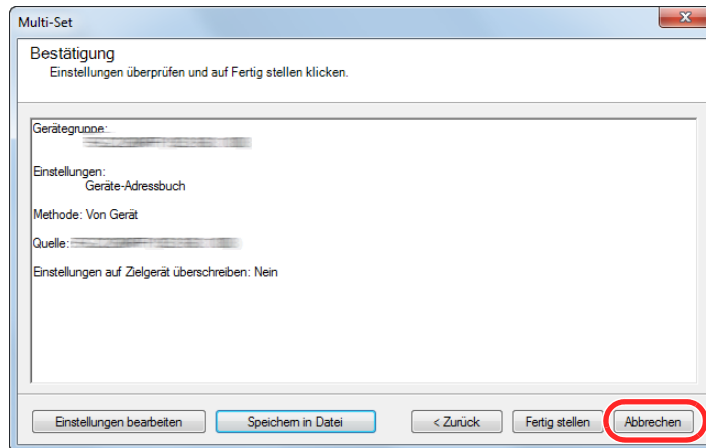 Multi-Set
Bestätigung
Einstellungen überprüfen und auf Fertig stellen klicken.
Gerätegruppe:
Einstellungen:
Geräte-Adressbuch
Methode: Von Gerät
Quelle:
Einstellungen auf Zielgerät überschreiben: Nein
Einstellungen bearbeiten Speichern in Datei < Zurück Fertig stellen Abbrechen